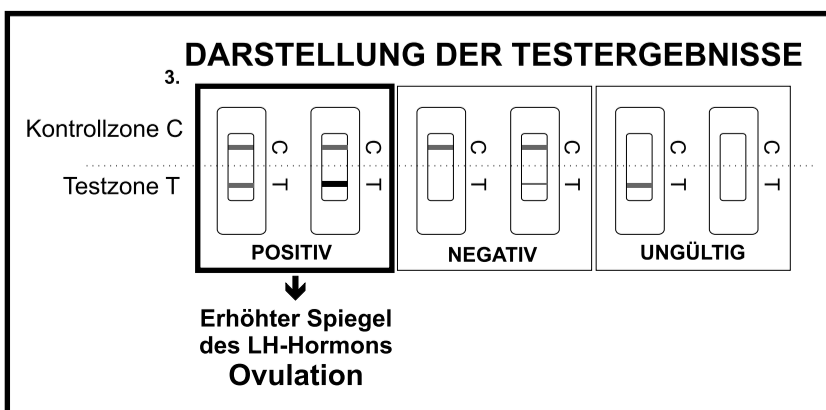 DARSTELLUNG DER TESTERGEBNISSE
3.
Kontrollzone C
C C C C C C
Testzone T
T T T T T T
POSITIV NEGATIV UNGÜLTIG
Erhöhter Spiegel
des LH-Hormons
Ovulation